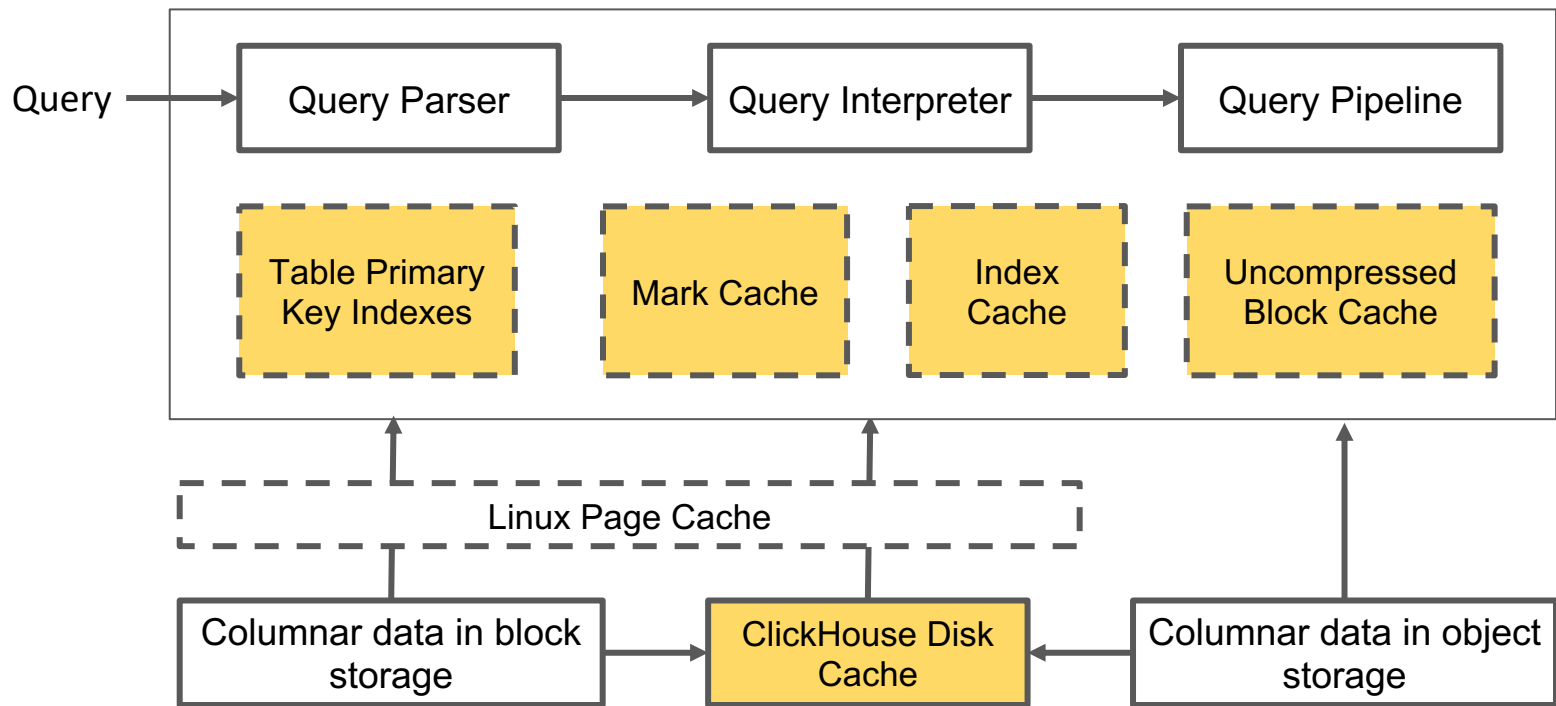 Query
Query Parser
Query Interpreter
Query Pipeline
Table Primary
Key Indexes
Mark Cache
Index
Cache
Uncompressed
Block Cache
Linux Page Cache
Columnar data in block
storage
ClickHouse Disk
Cache
Columnar data in object
storage